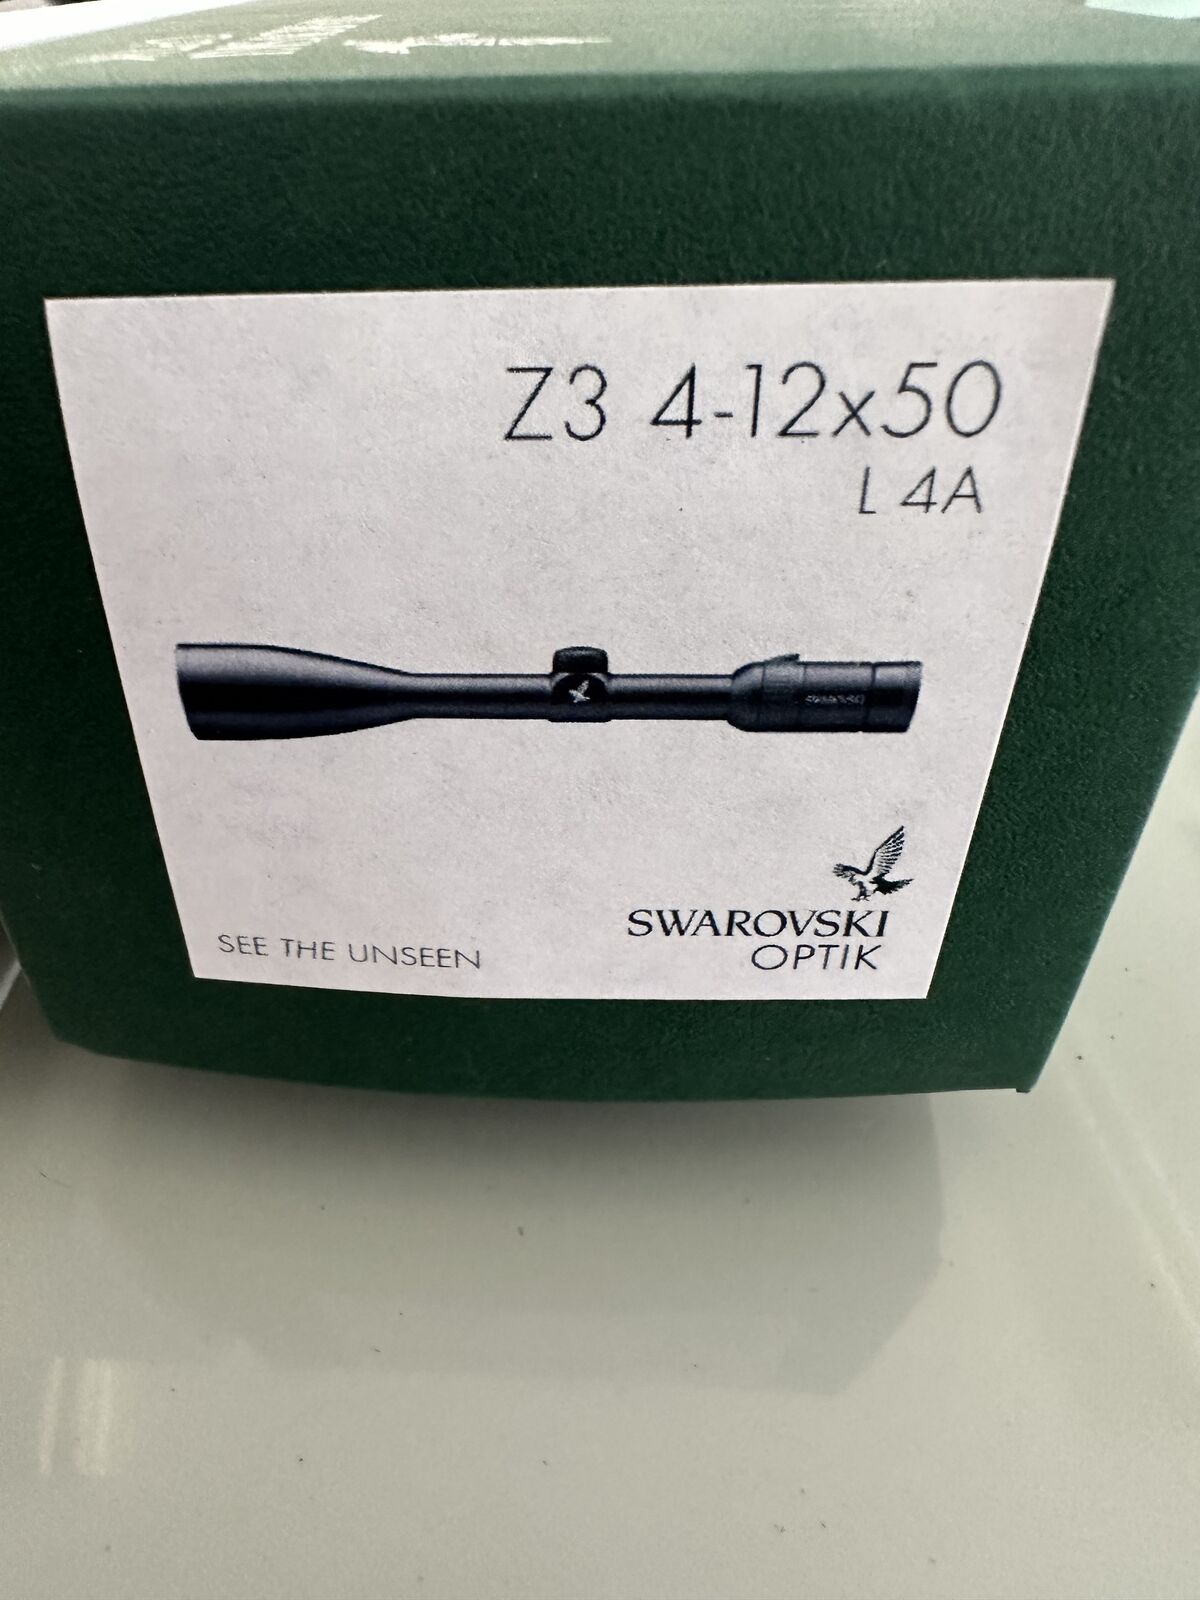 Z3 4-12x50
L 4A
SEE THE UNSEEN
SWAROVSKI
OPTIK